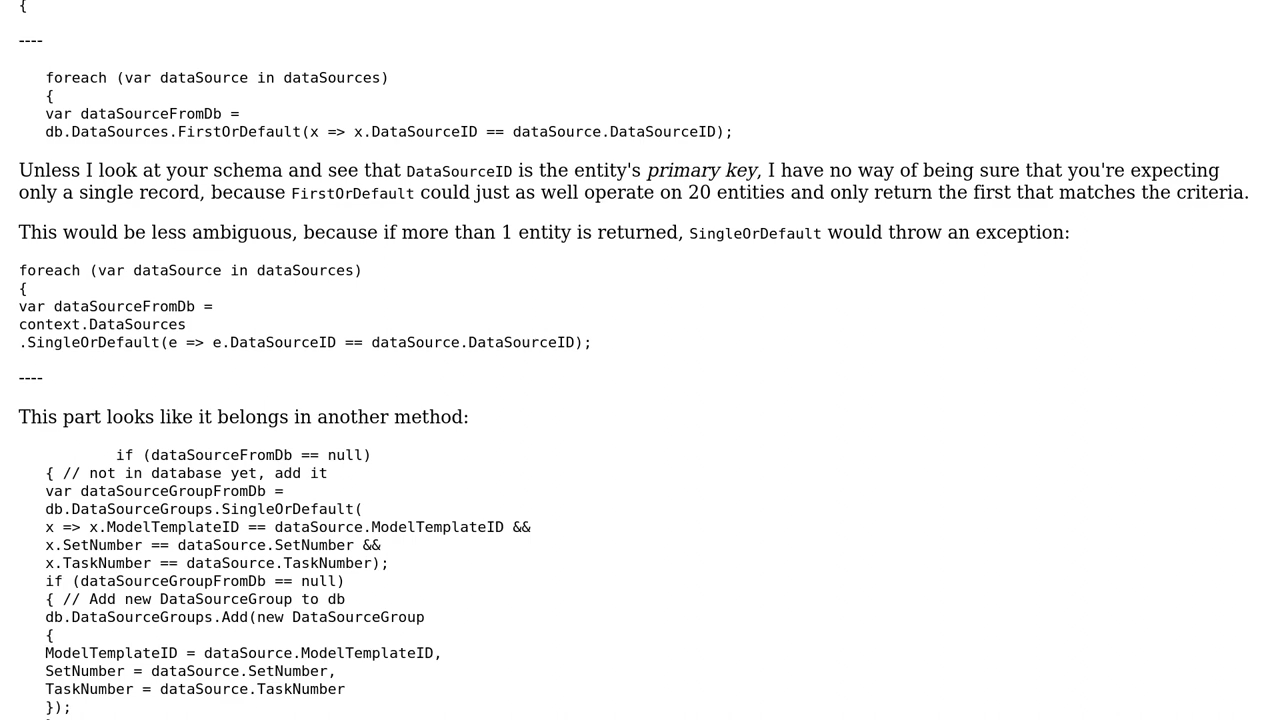 {
----
foreach (var dataSource in dataSources)
{
var dataSourceFromDb =
db.DataSources.FirstOrDefault(x => x.DataSourceID == dataSource.DataSourceID);
Unless I look at your schema and see that DataSourceID is the entity's primary key, I have no way of being sure that you're expecting
only a single record, because FirstOrDefault could just as well operate on 20 entities and only return the first that matches the criteria.
This would be less ambiguous, because if more than 1 entity is returned, SingleOrDefault would throw an exception:
foreach (var dataSource in dataSources)
{
var dataSourceFromDb =
context.DataSources
.SingleOrDefault(e => e.DataSourceID == dataSource.DataSourceID);
----
This part looks like it belongs in another method:
if (dataSourceFromDb == null)
{ // not in database yet, add it
var dataSourceGroupFromDb =
db.DataSourceGroups.SingleOrDefault(
x => x.ModelTemplateID == dataSource.ModelTemplateID &&
x.SetNumber == dataSource.SetNumber &&
x.TaskNumber == dataSource.TaskNumber);
if (dataSourceGroupFromDb == null)
{ // Add new DataSourceGroup to db
db.DataSourceGroups.Add(new DataSourceGroup
{
ModelTemplateID = dataSource.ModelTemplateID,
SetNumber = dataSource.SetNumber,
TaskNumber = dataSource.TaskNumber
});